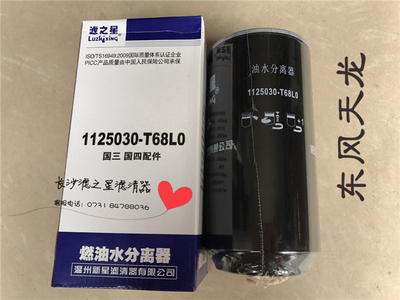 滤之星
LUZHIXING
ISO/TS16949:2009国际质量体系认证企业
PICC产品质量由中国人民保险公司承保
1125030-T68L0
国三 国四配件
长沙滤之星滤清器
客服电话:0731 84788036
燃油水分离器
温州新星滤清器有限公司
油水分离器
1125030-T68L0
东风天龙